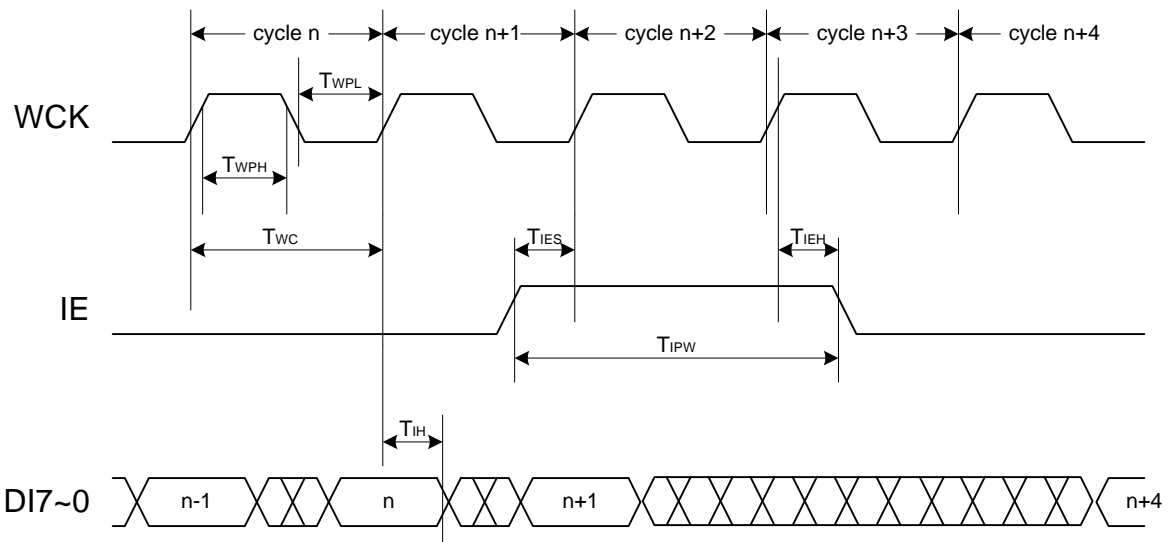 cycle n
cycle n+1
cycle n+2
cycle n+3
cycle n+4
TWPL
WCK
TWPH
TWC
TIES
TIEH
IE
TIPW
TIH
DI7~0
n-1
n
n+1
n+4